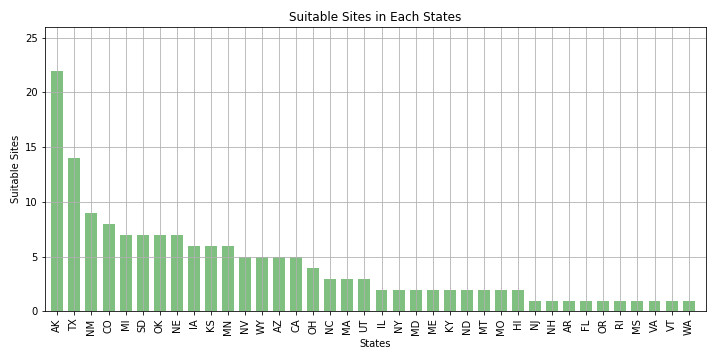 Suitable Sites in Each States
Suitable Sites
25
20
15
10
5
0
AK TX NM CO MI SD OK NE IA KS MN NV WY AZ CA OH NC MA UT IL NY MD ME KY ND MT MO HI NJ NH AR FL OR RI MS VA VT WA
States